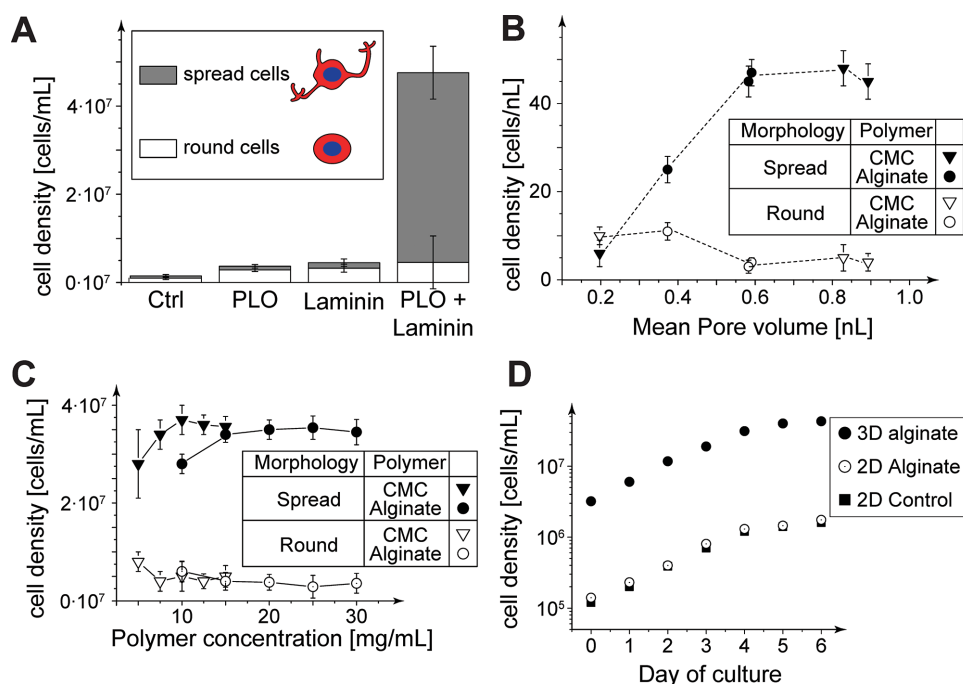 A
cell density [cells/mL]
4·10⁷
2·10⁷
0·10⁷
spread cells
round cells
Ctrl PLO Laminin PLO +
Laminin
B
cell density [cells/nL]
40
20
0
Morphology Polymer
Spread CMC
Alginate
Round CMC
Alginate
0.2 0.4 0.6 0.8 1.0
Mean Pore volume [nL]
C
cell density [cells/mL]
4·10⁷
2·10⁷
0·10⁷
Morphology Polymer
Spread CMC
Alginate
Round CMC
Alginate
10 20 30
Polymer concentration [mg/mL]
D
cell density [cells/mL]
10⁷
10⁶
10⁵
3D alginate
2D Alginate
2D Control
0 1 2 3 4 5 6
Day of culture